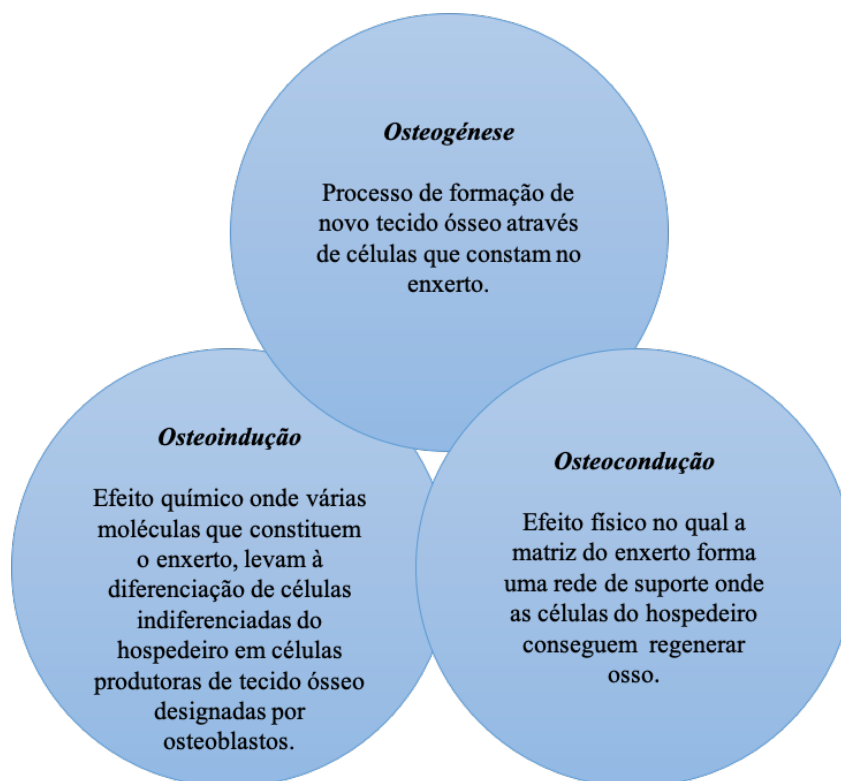 Osteogénese
Processo de formação de
novo tecido ósseo através
de células que constam no
enxerto.
Osteoindução
Efeito químico onde várias
moléculas que constituem
o enxerto, levam à
diferenciação de células
indiferenciadas do
hospedeiro em células
produtoras de tecido ósseo
designadas por
osteoblastos.
Osteocondução
Efeito físico no qual a
matriz do enxerto forma
uma rede de suporte onde
as células do hospedeiro
conseguem regenerar
osso.